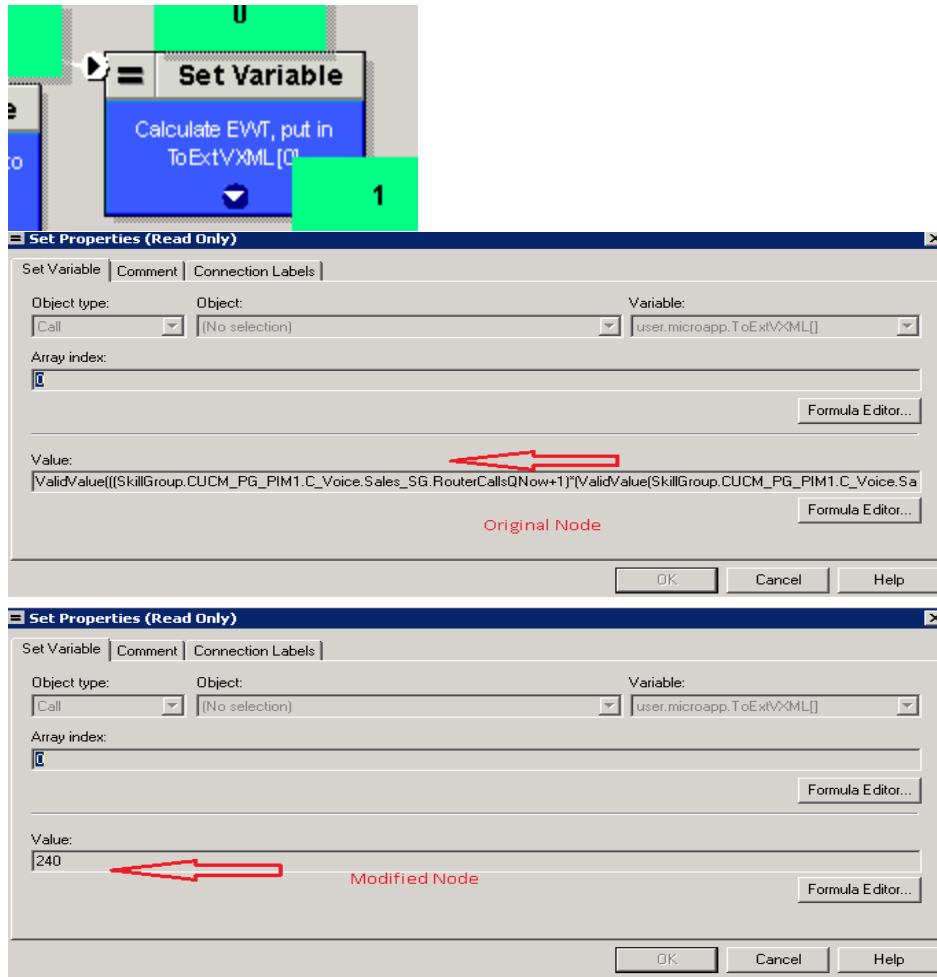 0
Set Variable
Calculate EWT, put in
ToExtVXML[0]
to
1
Set Properties (Read Only)
Set Variable Comment Connection Labels
Object type: Object: Variable:
Call (No selection) user.microapp.ToExtVXML[]
Array index:
0
Formula Editor...
Value:
ValidValue(((SkillGroup.CUCM_PG_PIM1.C_Voice.Sales_SG.RouterCallsQNow+1)*(ValidValue(SkillGroup.CUCM_PG_PIM1.C_Voice.Sa
Formula Editor...
Original Node
OK Cancel Help
Set Properties (Read Only)
Set Variable Comment Connection Labels
Object type: Object: Variable:
Call (No selection) user.microapp.ToExtVXML[]
Array index:
0
Formula Editor...
Value:
240
Modified Node
Formula Editor...
OK Cancel Help